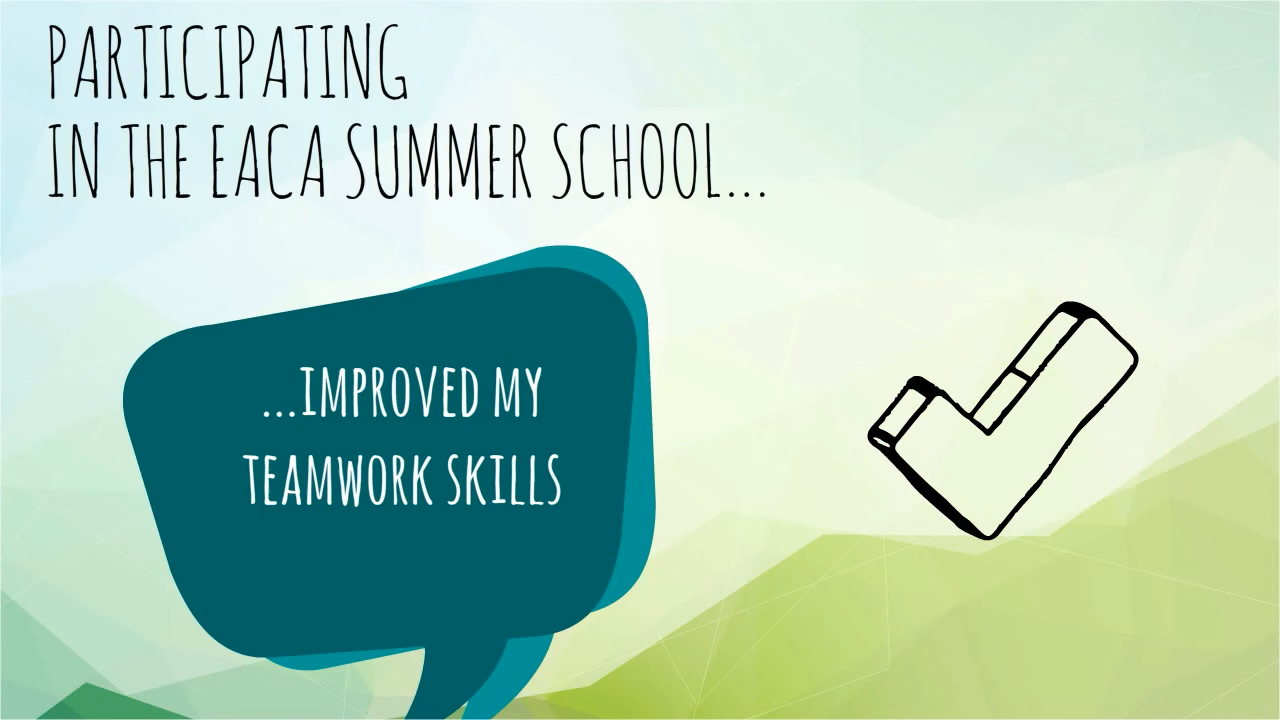 PARTICIPATING
IN THE EACA SUMMER SCHOOL...
...IMPROVED MY
TEAMWORK SKILLS